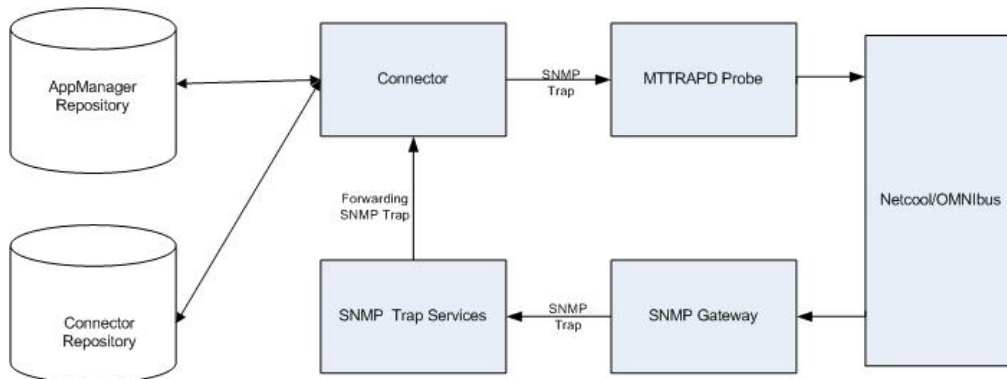 AppManager
Repository
Connector
SNMP
Trap
MTTRAPD Probe
Netcool/OMNIbus
Forwarding
SNMP Trap
Connector
Repository
SNMP Trap Services
SNMP
Trap
SNMP Gateway